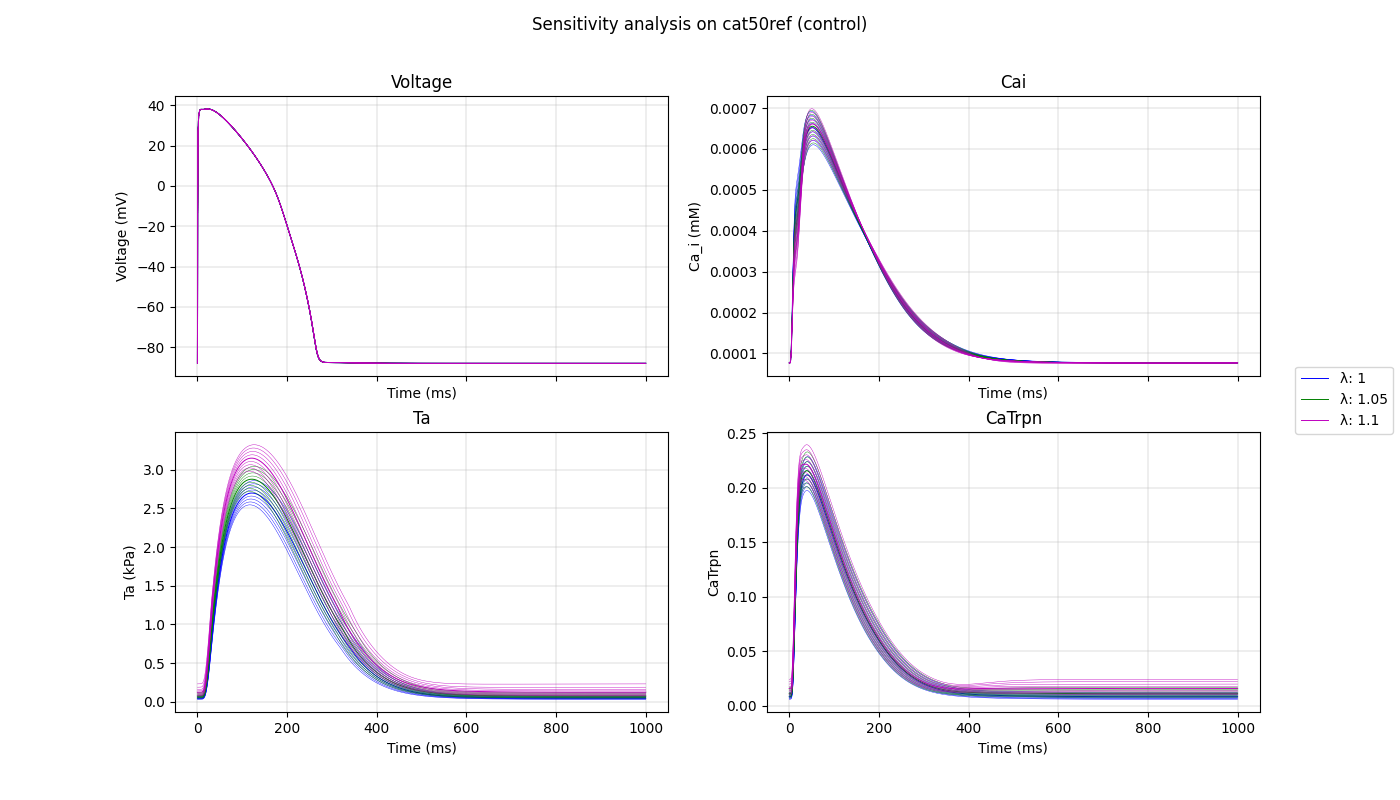 Sensitivity analysis on cat50ref (control)
Voltage
40
20
0
−20
−40
−60
−80
Voltage (mV)
Time (ms)
Cai
0.0007
0.0006
0.0005
0.0004
0.0003
0.0002
0.0001
Ca_i (mM)
Time (ms)
λ: 1
λ: 1.05
λ: 1.1
Ta
3.0
2.5
2.0
1.5
1.0
0.5
0.0
Ta (kPa)
0 200 400 600 800 1000
Time (ms)
CaTrpn
0.25
0.20
0.15
0.10
0.05
0.00
CaTrpn
0 200 400 600 800 1000
Time (ms)